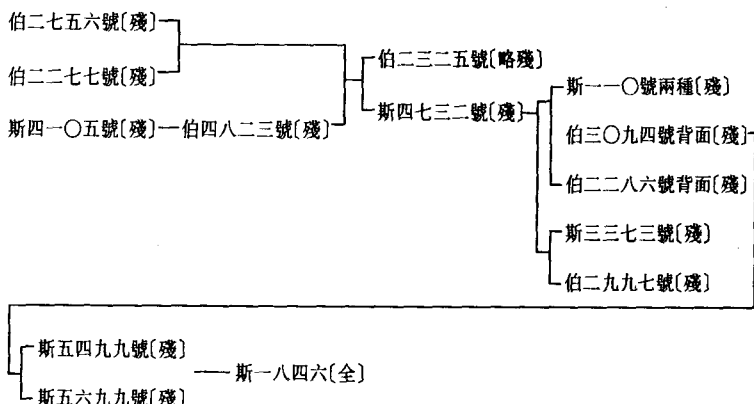 伯二七五六號〔殘〕
伯二二七七號〔殘〕
斯四一〇五號〔殘〕
伯四八二三號〔殘〕
伯二三二五號〔略殘〕
斯四七三二號〔殘〕
斯一一〇號兩種〔殘〕
伯三〇九四號背面〔殘〕
伯二二八六號背面〔殘〕
斯三三七三號〔殘〕
伯二九九七號〔殘〕
斯五四九九號〔殘〕
斯五六九九號〔殘〕
斯一八四六〔全〕